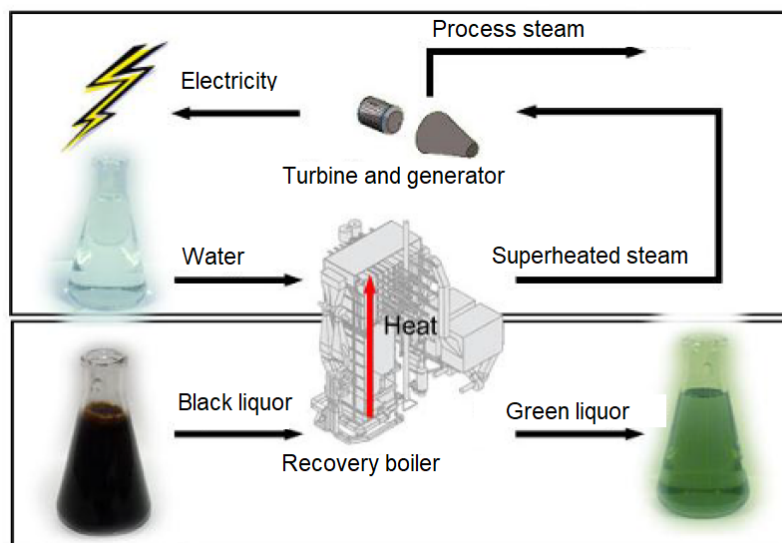 Process steam
Electricity
Turbine and generator
Water
Superheated steam
Heat
Black liquor
Green liquor
Recovery boiler